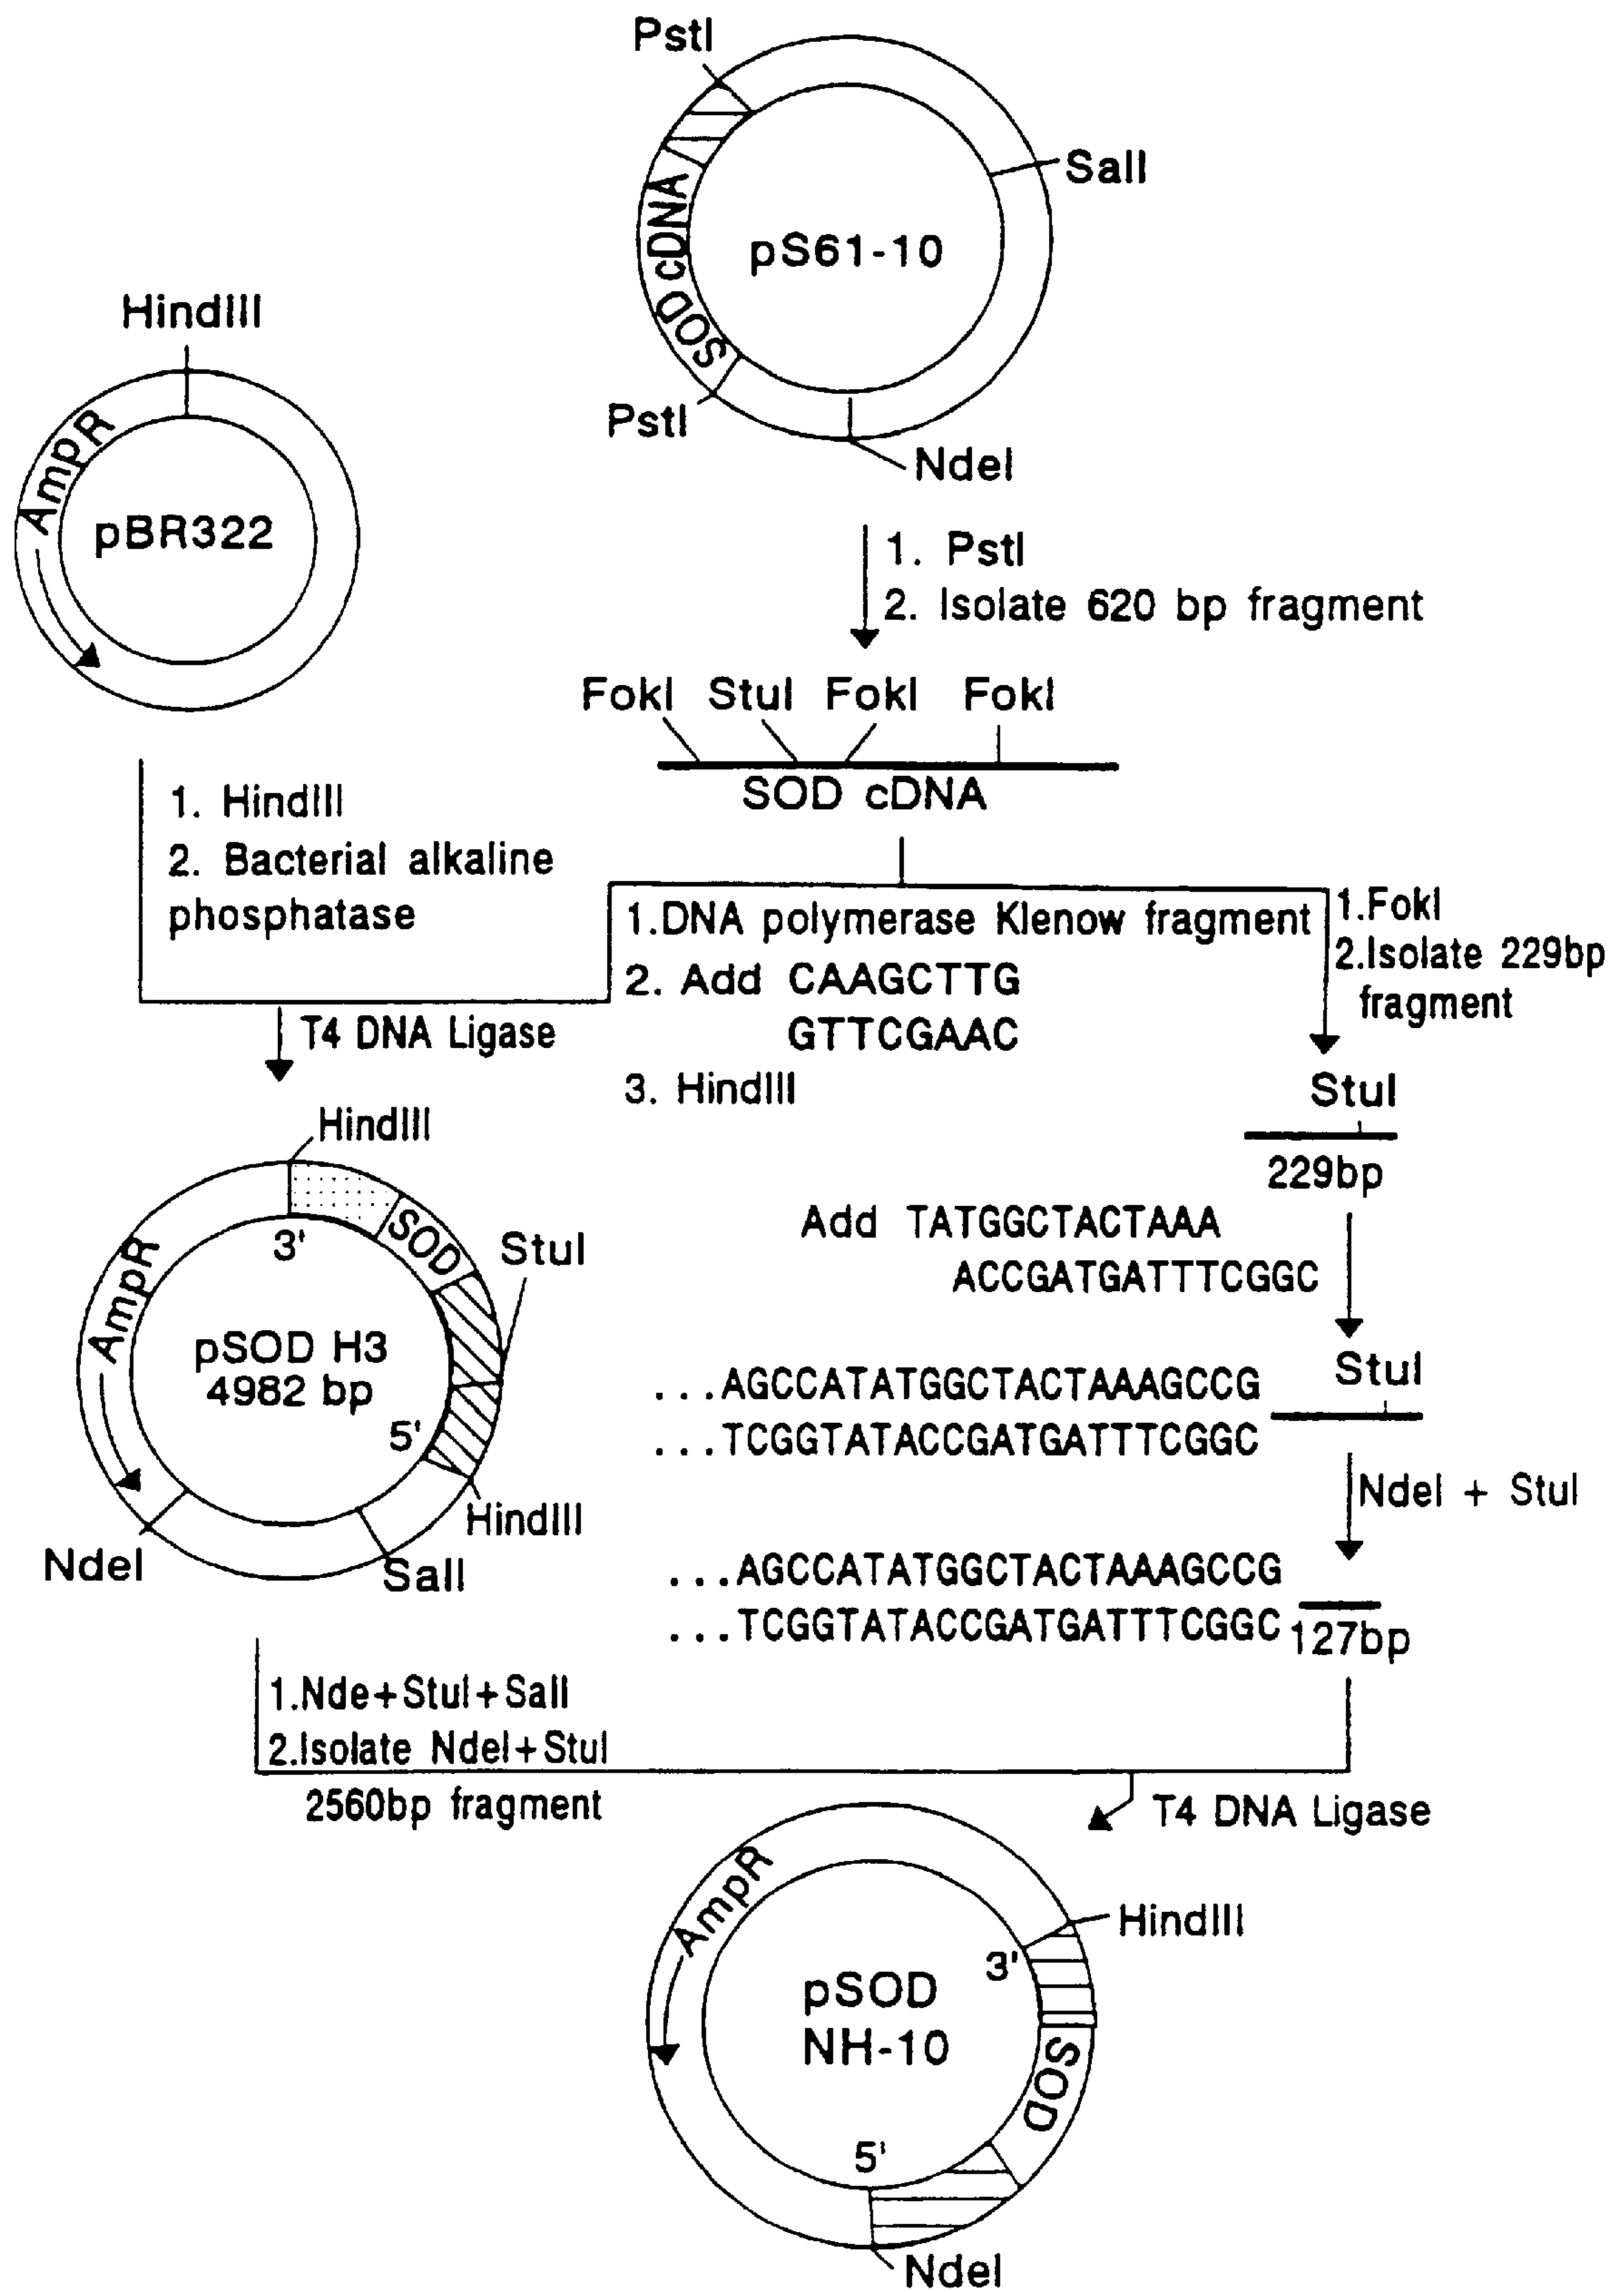 PstI
SalI
SOD cDNA
pS61-10
PstI
NdeI
HindIII
AmpR
pBR322
1. PstI
2. Isolate 620 bp fragment
FokI StuI FokI FokI
SOD cDNA
1. HindIII
2. Bacterial alkaline
phosphatase
1.DNA polymerase Klenow fragment
2. Add CAAGCTTG
GTTCGAAC
3. HindIII
1.FokI
2.Isolate 229bp
fragment
T4 DNA Ligase
StuI
229bp
Add TATGGCTACTAAA
ACCGATGATTTCGGC
HindIII
3'
SOD
StuI
AmpR
pSOD H3
4982 bp
5'
HindIII
NdeI
SalI
StuI
...AGCCATATGGCTACTAAAGCCG
...TCGGTATACCGATGATTTCGGC
NdeI + StuI
...AGCCATATGGCTACTAAAGCCG
...TCGGTATACCGATGATTTCGGC
127bp
1.Nde+StuI+SalI
2.Isolate NdeI+StuI
2560bp fragment
T4 DNA Ligase
AmpR
HindIII
3'
pSOD
NH-10
SOD
5'
NdeI